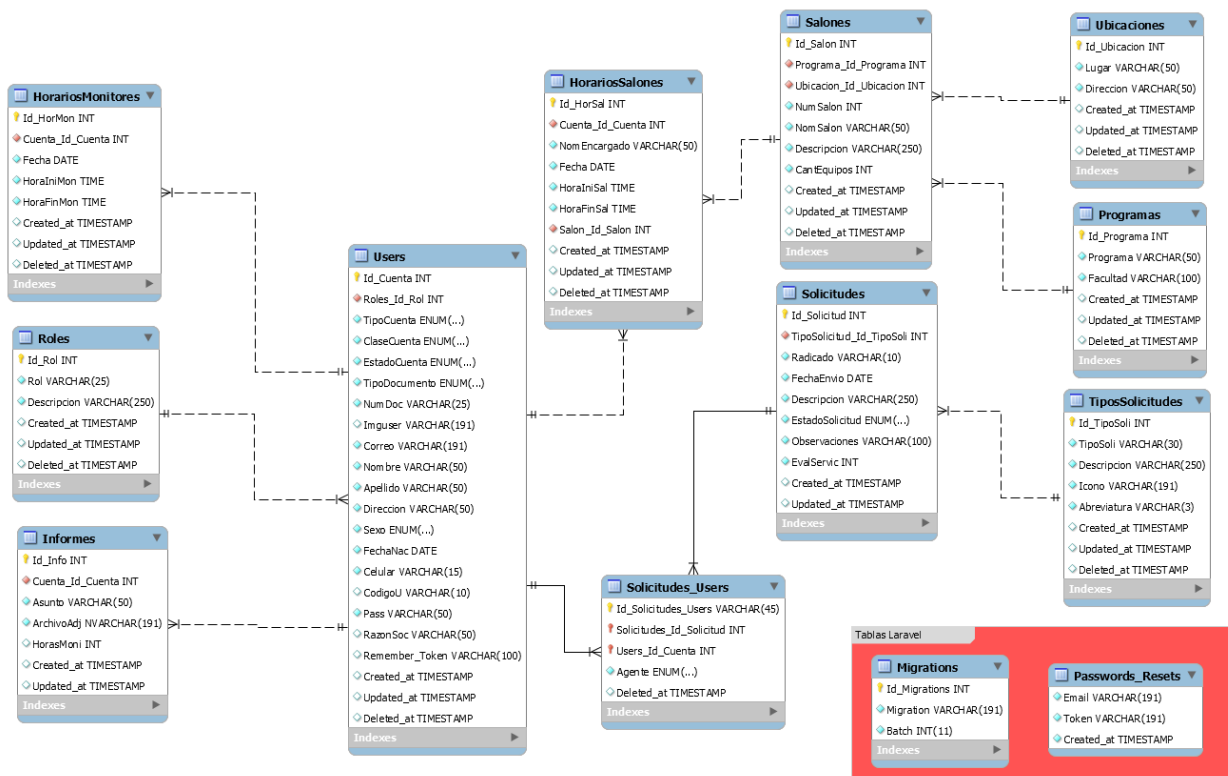 HorariosMonitores
Id_HorMon INT
Cuenta_Id_Cuenta INT
Fecha DATE
HoraIniMon TIME
HoraFinMon TIME
Created_at TIMESTAMP
Updated_at TIMESTAMP
Deleted_at TIMESTAMP
Indexes
Roles
Id_Rol INT
Rol VARCHAR(25)
Descripcion VARCHAR(250)
Created_at TIMESTAMP
Updated_at TIMESTAMP
Deleted_at TIMESTAMP
Indexes
Informes
Id_Info INT
Cuenta_Id_Cuenta INT
Asunto VARCHAR(50)
ArchivoAdj NVARCHAR(191)
HorasMoni INT
Created_at TIMESTAMP
Updated_at TIMESTAMP
Indexes
Users
Id_Cuenta INT
Roles_Id_Rol INT
TipoCuenta ENUM(...)
ClaseCuenta ENUM(...)
EstadoCuenta ENUM(...)
TipoDocumento ENUM(...)
NumDoc VARCHAR(25)
Imguser VARCHAR(191)
Correo VARCHAR(191)
Nombre VARCHAR(50)
Apellido VARCHAR(50)
Direccion VARCHAR(50)
Sexo ENUM(...)
FechaNac DATE
Celular VARCHAR(15)
CodigoU VARCHAR(10)
Pass VARCHAR(50)
RazonSoc VARCHAR(50)
Remember_Token VARCHAR(100)
Created_at TIMESTAMP
Updated_at TIMESTAMP
Deleted_at TIMESTAMP
Indexes
HorariosSalones
Id_HorSal INT
Cuenta_Id_Cuenta INT
NomEncargado VARCHAR(50)
Fecha DATE
HoraIniSal TIME
HoraFinSal TIME
Salon_Id_Salon INT
Created_at TIMESTAMP
Updated_at TIMESTAMP
Deleted_at TIMESTAMP
Indexes
Solicitudes_Users
Id_Solicitudes_Users VARCHAR(45)
Solicitudes_Id_Solicitud INT
Users_Id_Cuenta INT
Agente ENUM(...)
Deleted_at TIMESTAMP
Indexes
Salones
Id_Salon INT
Programa_Id_Programa INT
Ubicacion_Id_Ubicacion INT
NumSalon INT
NomSalon VARCHAR(50)
Descripcion VARCHAR(250)
CantEquipos INT
Created_at TIMESTAMP
Updated_at TIMESTAMP
Deleted_at TIMESTAMP
Indexes
Solicitudes
Id_Solicitud INT
TipoSolicitud_Id_TipoSoli INT
Radicado VARCHAR(10)
FechaEnvio DATE
Descripcion VARCHAR(250)
EstadoSolicitud ENUM(...)
Observaciones VARCHAR(100)
EvalServic INT
Created_at TIMESTAMP
Updated_at TIMESTAMP
Indexes
Ubicaciones
Id_Ubicacion INT
Lugar VARCHAR(50)
Direccion VARCHAR(50)
Created_at TIMESTAMP
Updated_at TIMESTAMP
Deleted_at TIMESTAMP
Indexes
Programas
Id_Programa INT
Programa VARCHAR(50)
Facultad VARCHAR(100)
Created_at TIMESTAMP
Updated_at TIMESTAMP
Deleted_at TIMESTAMP
Indexes
TiposSolicitudes
Id_TipoSoli INT
TipoSoli VARCHAR(30)
Descripcion VARCHAR(250)
Icono VARCHAR(191)
Abreviatura VARCHAR(3)
Created_at TIMESTAMP
Updated_at TIMESTAMP
Deleted_at TIMESTAMP
Indexes
Tablas Laravel
Migrations
Id_Migrations INT
Migration VARCHAR(191)
Batch INT(11)
Indexes
Passwords_Resets
Email VARCHAR(191)
Token VARCHAR(191)
Created_at TIMESTAMP